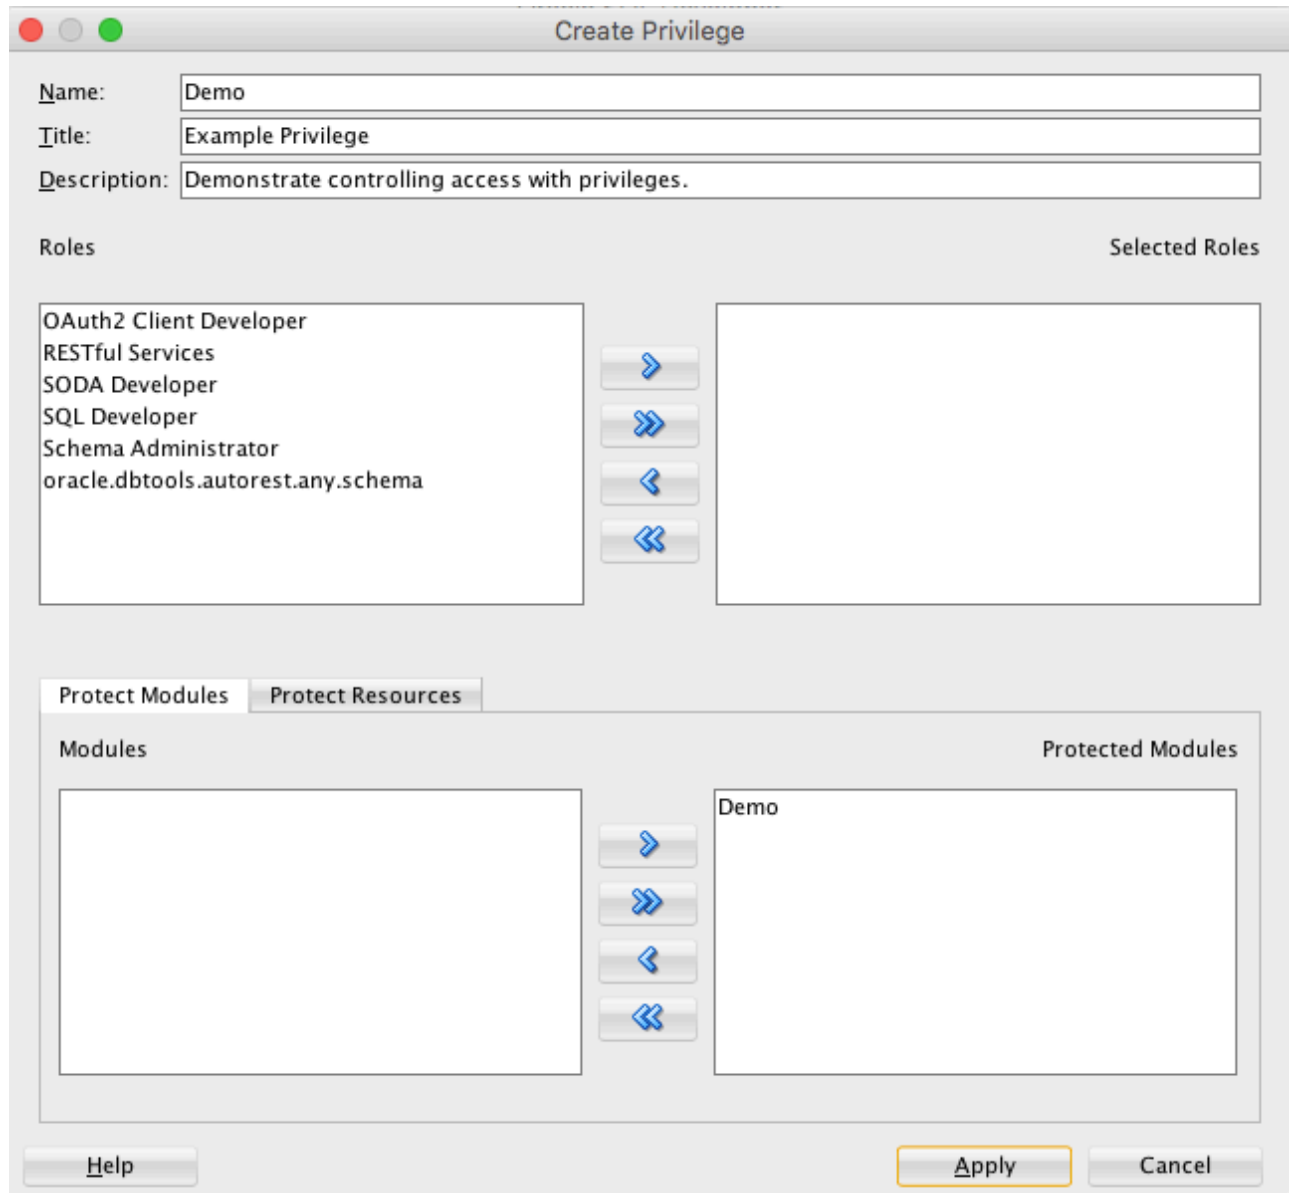 Create Privilege
Name: Demo
Title: Example Privilege
Description: Demonstrate controlling access with privileges.
Roles Selected Roles
OAuth2 Client Developer
RESTful Services
SODA Developer
SQL Developer
Schema Administrator
oracle.dbtools.autorest.any.schema
Protect Modules Protect Resources
Modules Protected Modules
Demo
Help Apply Cancel